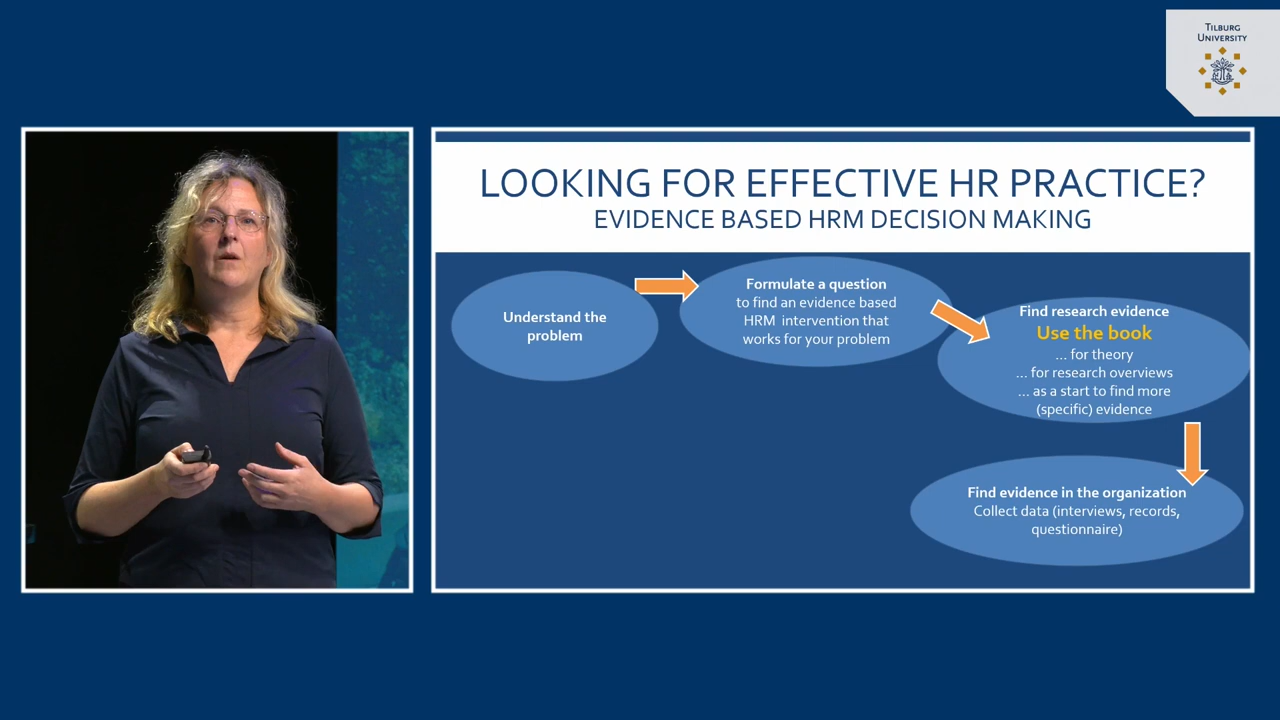 TILBURG
UNIVERSITY
LOOKING FOR EFFECTIVE HR PRACTICE?
EVIDENCE BASED HRM DECISION MAKING
Understand the
problem
Formulate a question
to find an evidence based
HRM intervention that
works for your problem
Find research evidence
Use the book
... for theory
... for research overviews
... as a start to find more
(specific) evidence
Find evidence in the organization
Collect data (interviews, records,
questionnaire)